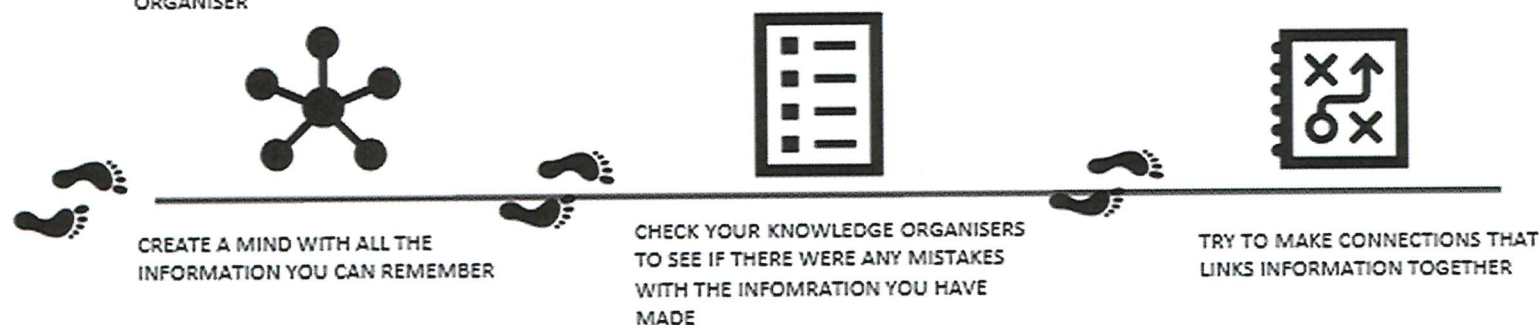 ORGANISER
CREATE A MIND WITH ALL THE
INFORMATION YOU CAN REMEMBER
CHECK YOUR KNOWLEDGE ORGANISERS
TO SEE IF THERE WERE ANY MISTAKES
WITH THE INFOMRATION YOU HAVE
MADE
TRY TO MAKE CONNECTIONS THAT
LINKS INFORMATION TOGETHER